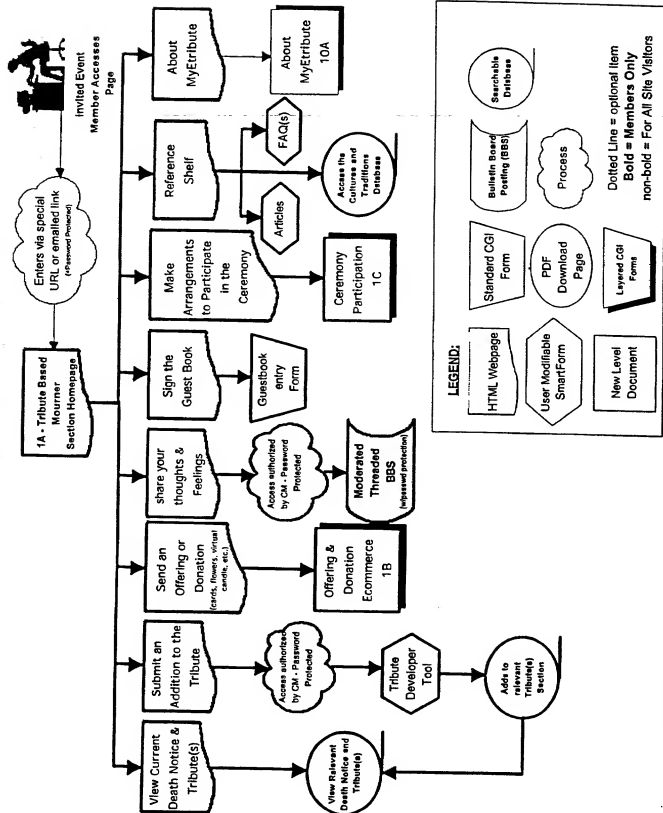 Invited Event
Member Accesses
Page
Enters via special
URL or emailed link
(+Password Protected)
1A - Tribute Based
Mourner
Section Homepage
View Current
Death Notice &
Tribute(s)
View Relevant
Death Notice and
Tribute(s)
Submit an
Addition to the
Tribute
Access authorized
by CM - Password
Protected
Tribute
Developer
Tool
Adds to
relevant
Tribute(s)
Section
Send an
Offering or
Donation
(cards, flowers, virtual
candle, etc.)
Offering &
Donation
Ecommerce
1B
share your
thoughts &
Feelings
Access authorized
by CM - Password
Protected
Moderated
Threaded
BBS
(w/passwd protection)
Sign the
Guest Book
Guestbook
entry
Form
Make
Arrangements
to Participate
in the
Ceremony
Ceremony
Participation
1C
Reference
Shelf
Articles
FAQ(s)
Access the
Cultures and
Traditions
Database
About
MyEtribute
About
MyEtribute
10A
LEGEND:
HTML Webpage
Standerd CGI
Form
Bulletin Board
Posting (BBS)
Searchable
Database
User Modifiable
SmartForm
PDF
Download
Page
Process
New Level
Document
Layered CGI
Forms
Dotted Line = optional item
Bold = Members Only
non-bold = For All Site Visitors